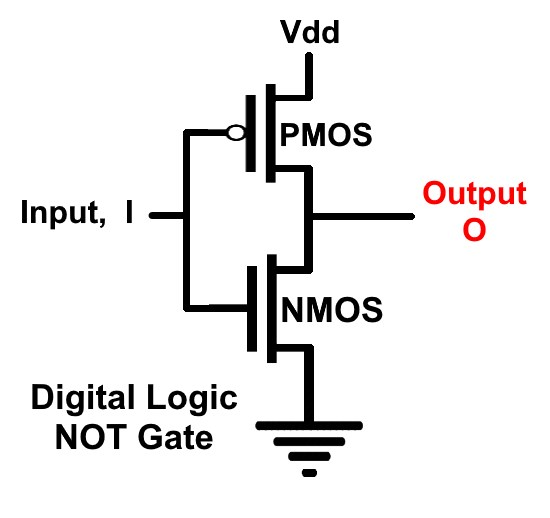 Vdd
PMOS
Input, I
Output
O
NMOS
Digital Logic
NOT Gate